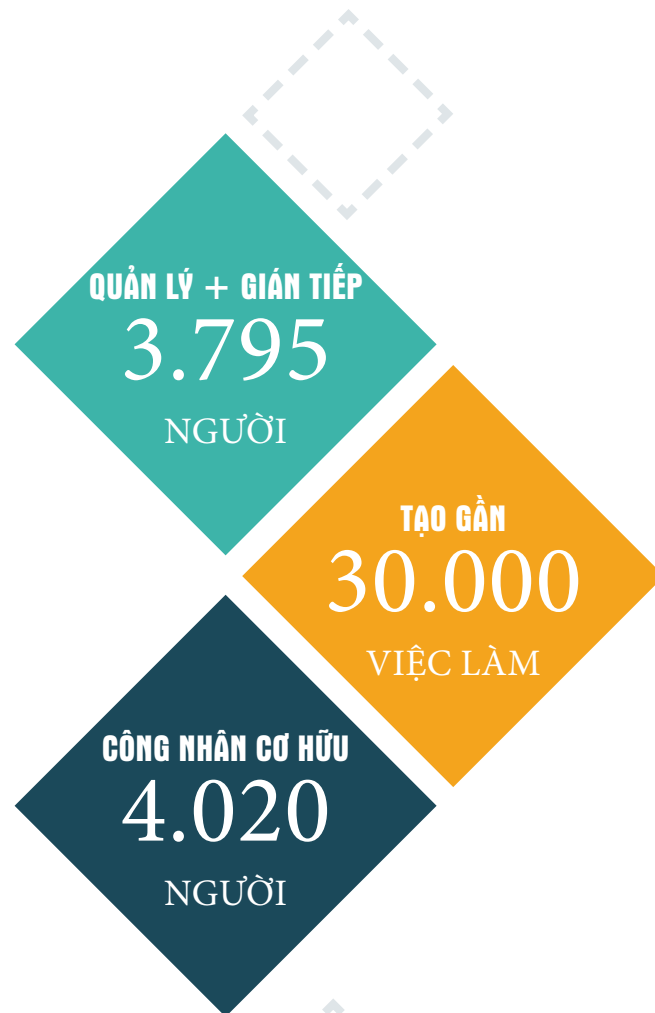 QUẢN LÝ + GIÁN TIẾP
3.795
NGƯỜI
TẠO GẦN
30.000
VIỆC LÀM
CÔNG NHÂN CƠ HỮU
4.020
NGƯỜI